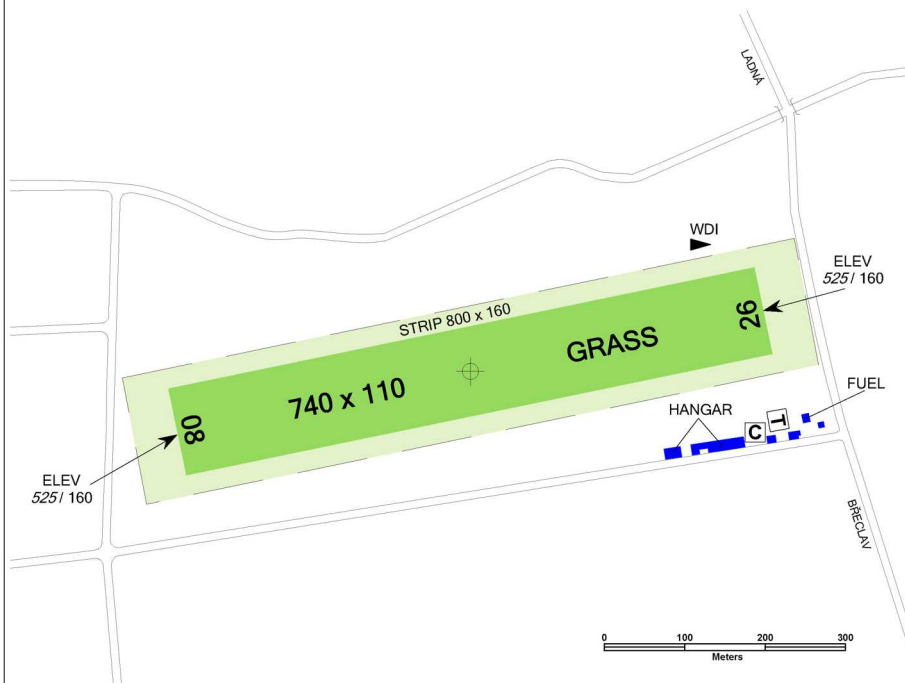 LADNÁ
WDI
ELEV
525 / 160
STRIP 800 x 160
26
GRASS
740 x 110
08
FUEL
HANGAR
C
T
ELEV
525 / 160
BŘECLAV
0 100 200 300
Meters